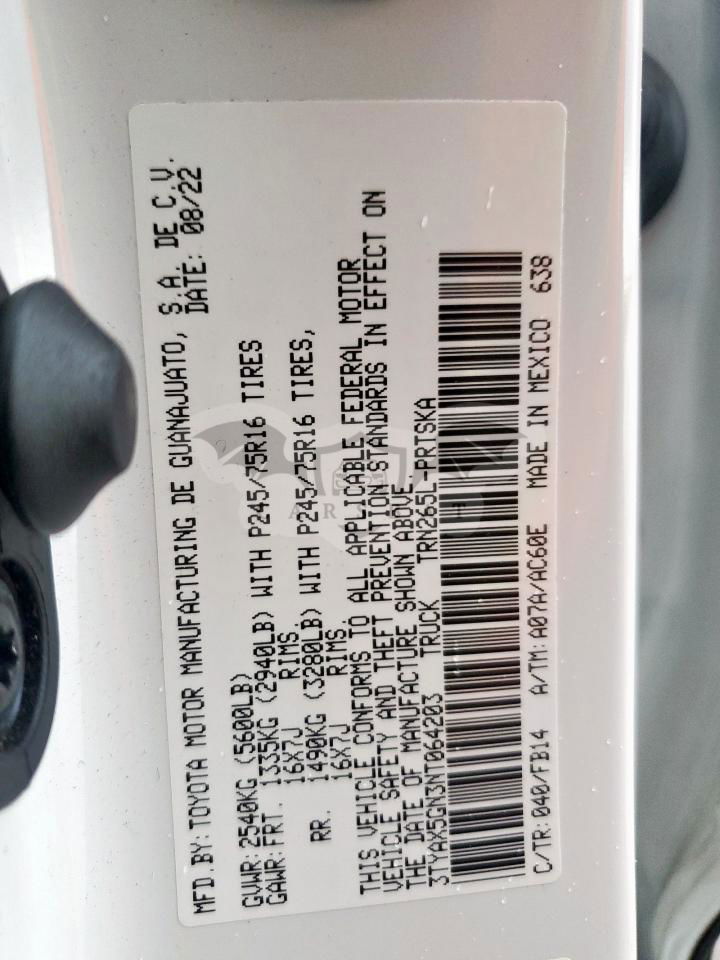 MFD.BY:TOYOTA MOTOR MANUFACTURING DE GUANAJUATO, S.A. DE C.V.
DATE: 08/22
GVWR:2540KG (5600LB)
GAWR:FRT. 1335KG (2940LB) WITH P245/75R16 TIRES
16X7J RIMS.
RR. 1490KG (3280LB) WITH P245/75R16 TIRES,
16X7J RIMS.
THIS VEHICLE CONFORMS TO ALL APPLICABLE FEDERAL MOTOR
VEHICLE SAFETY AND THEFT PREVENTION STANDARDS IN EFFECT ON
THE DATE OF MANUFACTURE SHOWN ABOVE.
3TYAX5GN3NT064203 TRUCK TRN265L-PRTSKA
C/TR:040/FB14 A/TM:A07A/AC60E MADE IN MEXICO 638